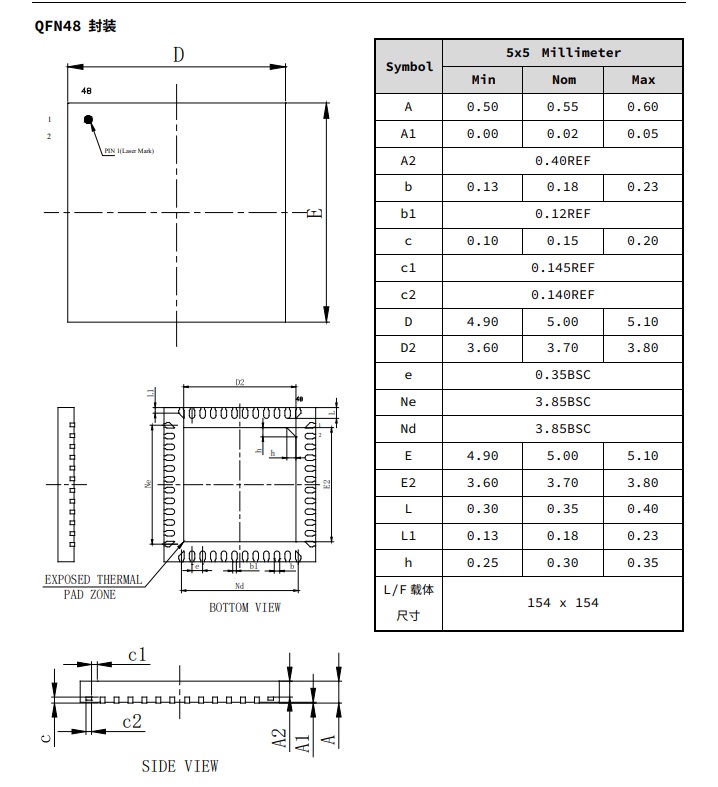 QFN48 封装
D
48
1
2
PIN 1(Laser Mark)
E
Symbol 5x5 Millimeter
Min Nom Max
A 0.50 0.55 0.60
A1 0.00 0.02 0.05
A2 0.40REF
b 0.13 0.18 0.23
b1 0.12REF
c 0.10 0.15 0.20
c1 0.145REF
c2 0.140REF
D 4.90 5.00 5.10
D2 3.60 3.70 3.80
e 0.35BSC
Ne 3.85BSC
Nd 3.85BSC
E 4.90 5.00 5.10
E2 3.60 3.70 3.80
L 0.30 0.35 0.40
L1 0.13 0.18 0.23
h 0.25 0.30 0.35
L/F 载体
尺寸
154 x 154
D2
L1
48
L
1
2
h
h
Ne
E2
e
b1
b
EXPOSED THERMAL
PAD ZONE
Nd
BOTTOM VIEW
c1
c
c2
A2
A1
A
SIDE VIEW